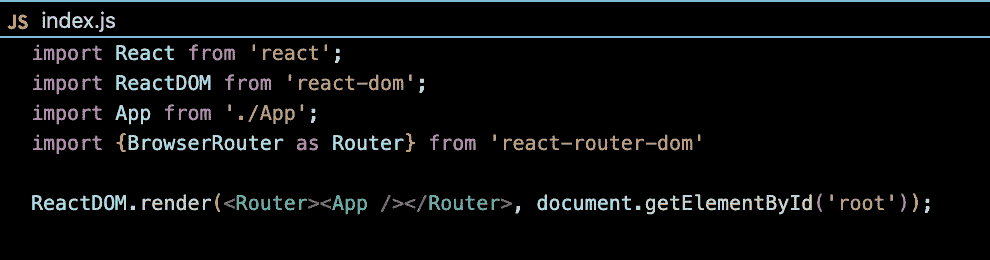 JS index.js
import React from 'react';
import ReactDOM from 'react-dom';
import App from './App';
import {BrowserRouter as Router} from 'react-router-dom'
ReactDOM.render(<Router><App /></Router>, document.getElementById('root'));